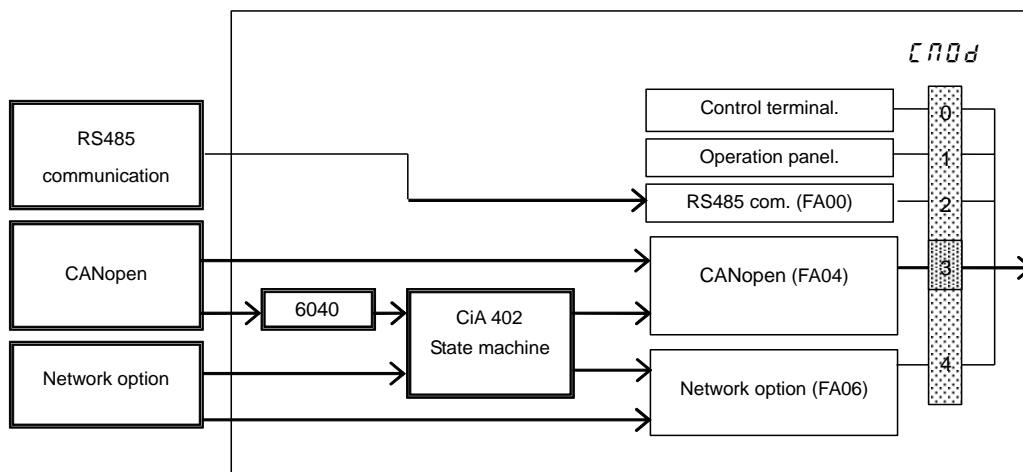 CMOd
Control terminal.
0
RS485
communication
Operation panel.
1
RS485 com. (FA00)
2
CANopen
CANopen (FA04)
3
6040
CiA 402
State machine
Network option
Network option (FA06)
4